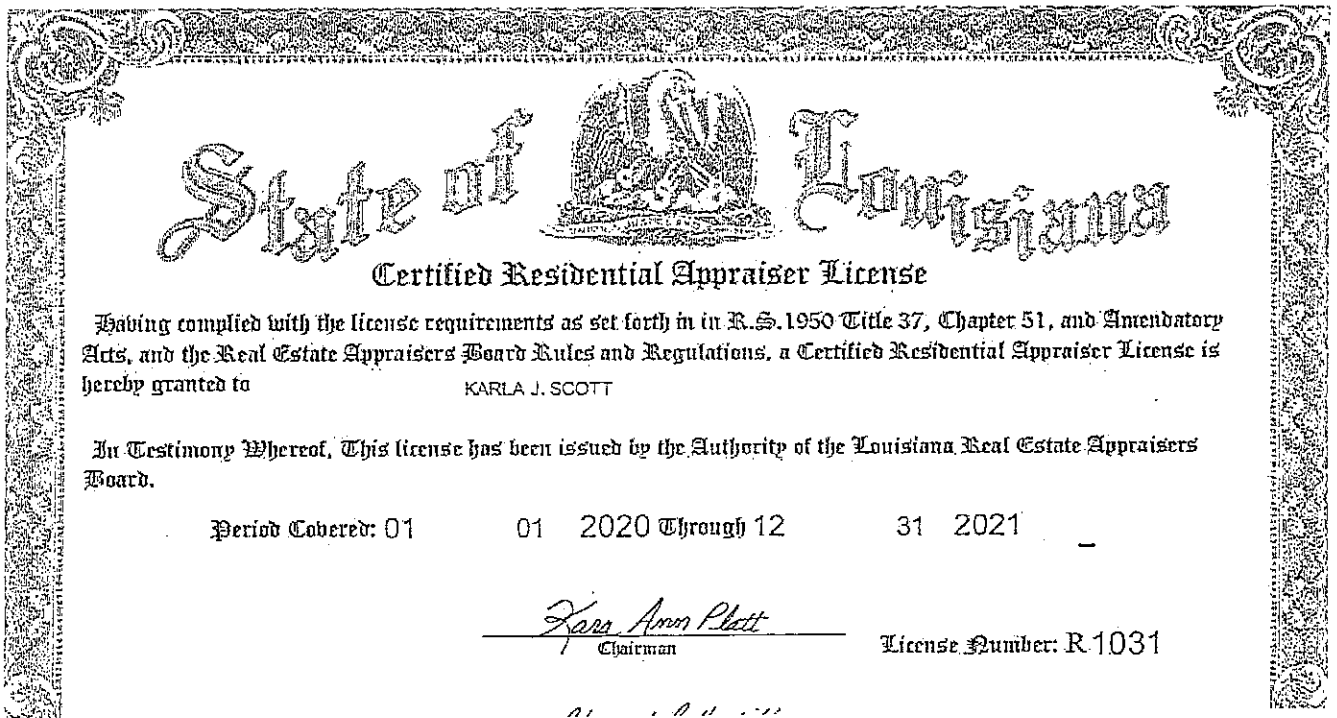 State of Louisiana
Certified Residential Appraiser License
Having complied with the license requirements as set forth in in R.S.1950 Title 37, Chapter 51, and Amendatory
Acts, and the Real Estate Appraisers Board Rules and Regulations, a Certified Residential Appraiser License is
hereby granted to KARLA J. SCOTT
In Testimony Whereof, This license has been issued by the Authority of the Louisiana Real Estate Appraisers
Board.
Period Covered: 01 01 2020 Through 12 31 2021
Kara Ann Platt
Chairman
License Number: R 1031